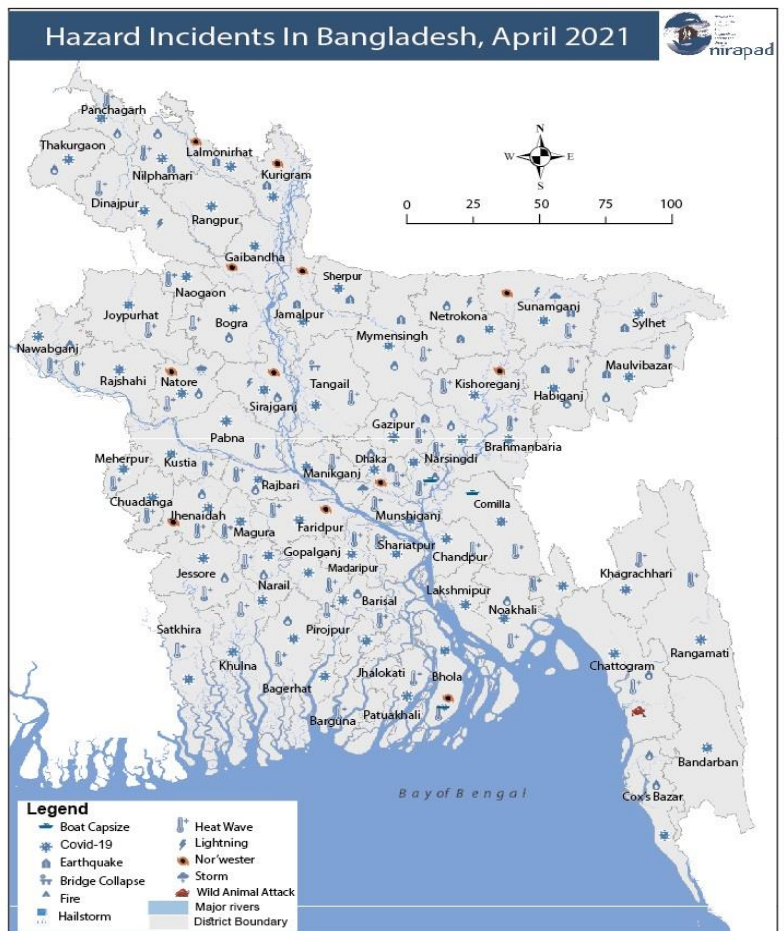 Hazard Incidents In Bangladesh, April 2021
nirapad
Panchagarh
Thakurgaon
Lalmonirhat
Nilphamari
Kurigram
Dinajpur
Rangpur
Gaibandha
N
W E
S
0 25 50 75 100
Sherpur
Naogaon
Joypurhat
Bogra
Jamalpur
Netrokona
Sunamganj
Sylhet
Mymensingh
Nawabganj
Rajshahi
Natore
Sirajganj
Tangail
Kishoreganj
Habiganj
Maulvibazar
Pabna
Gazipur
Brahmanbaria
Meherpur
Kustia
Manikganj
Dhaka
Narsingdi
Rajbari
Chuadanga
Jhenaidah
Magura
Faridpur
Munshiganj
Comilla
Shariatpur
Gopalganj
Chandpur
Jessore
Madaripur
Khagrachhari
Narail
Barisal
Lakshmipur
Noakhali
Satkhira
Pirojpur
Khulna
Chattogram
Rangamati
Bagerhat
Jhalokati
Bhola
Barguna
Patuakhali
Bandarban
Cox's Bazar
Bay of Bengal
Legend
Boat Capsize
Covid-19
Earthquake
Bridge Collapse
Fire
Hailstorm
Heat Wave
Lightning
Nor'wester
Storm
Wild Animal Attack
Major rivers
District Boundary